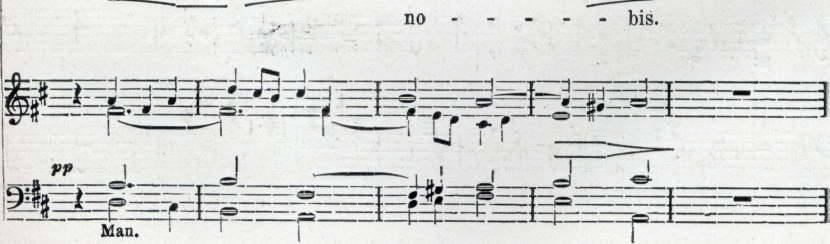 no - - - - - bis.
pp
Man.